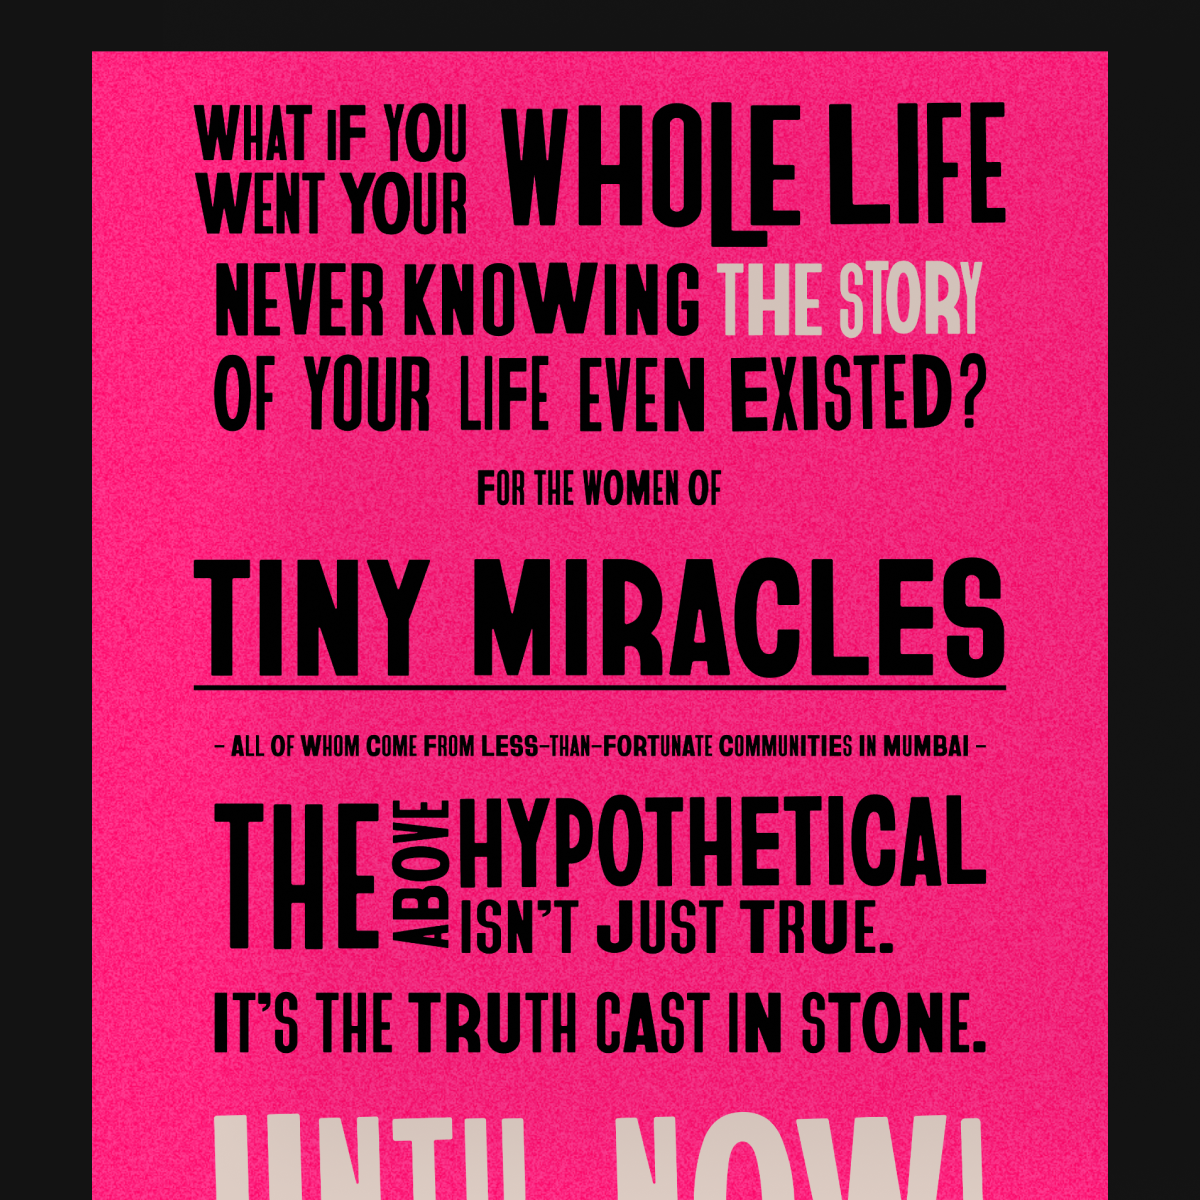 WHAT IF YOU
WENT YOUR
WHOLE LIFE
NEVER KNOWING THE STORY
OF YOUR LIFE EVEN EXISTED?
FOR THE WOMEN OF
TINY MIRACLES
– ALL OF WHOM COME FROM LESS–THAN–FORTUNATE COMMUNITIES IN MUMBAI –
THE ABOVE HYPOTHETICAL
ISN'T JUST TRUE.
IT'S THE TRUTH CAST IN STONE.
UNTIL NOW!